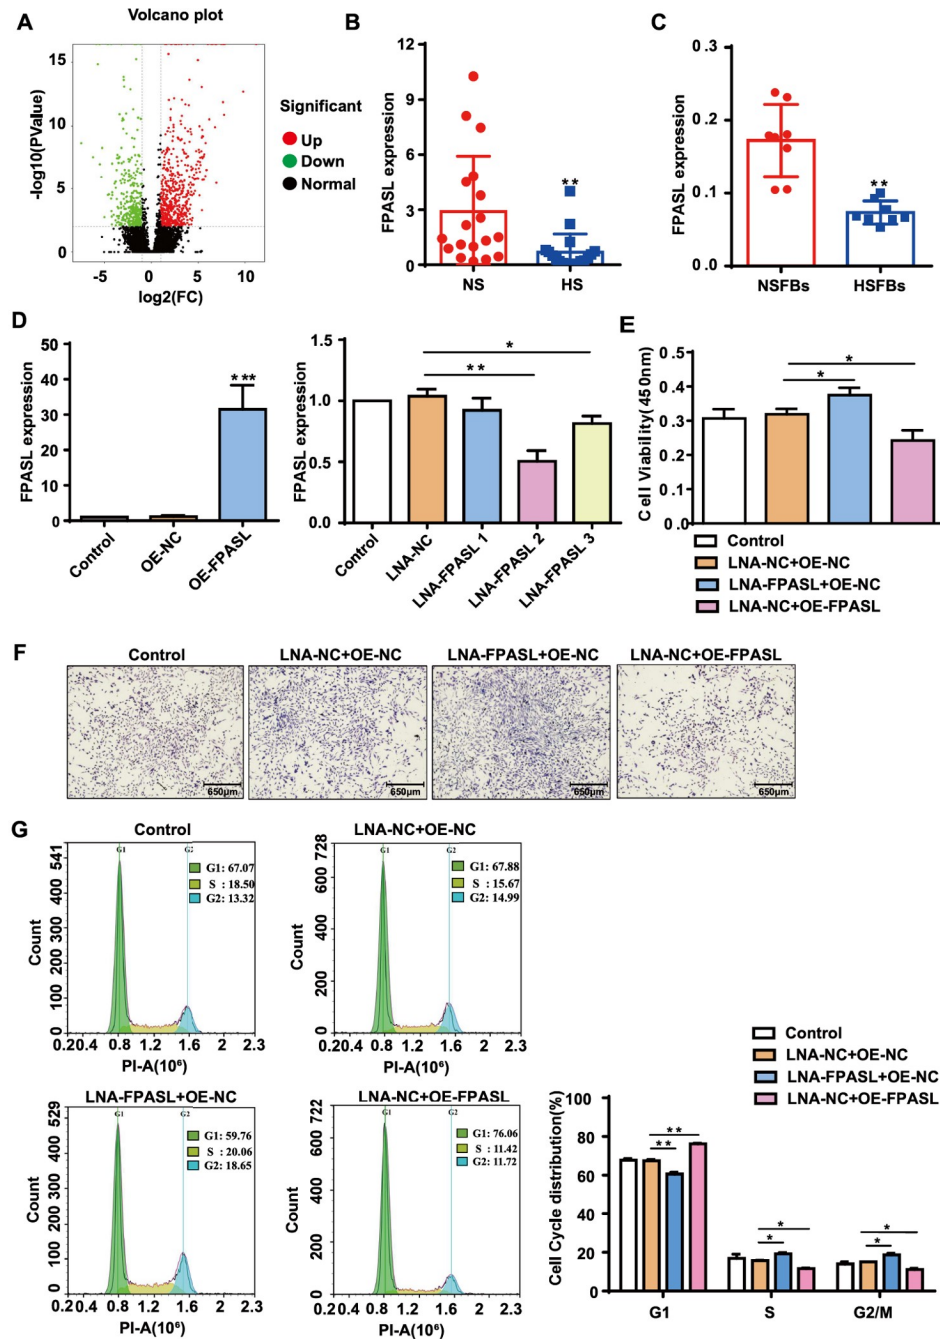 A
Volcano plot
15
10
5
0
-5
0
5
10
-log10(PValue)
log2(FC)
Significant
Up
Down
Normal
B
FPASL expression
12
9
6
3
0
**
NS
HS
C
FPASL expression
0.3
0.2
0.1
0.0
**
NSFBs
HSFBs
D
FPASL expression
50
40
30
20
10
0
***
Control
OE-NC
OE-FPASL
FPASL expression
1.5
1.0
0.5
0.0
*
**
Control
LNA-NC
LNA-FPASL 1
LNA-FPASL 2
LNA-FPASL 3
E
Cell Viability(450nm)
0.5
0.4
0.3
0.2
0.1
0.0
*
*
Control
LNA-NC+OE-NC
LNA-FPASL+OE-NC
LNA-NC+OE-FPASL
F
Control
LNA-NC+OE-NC
LNA-FPASL+OE-NC
LNA-NC+OE-FPASL
650μm
650μm
650μm
650μm
G
Control
G1
G2
G1: 67.07
S : 18.50
G2: 13.32
Count
541
400
300
200
100
0
0.20.4 0.8 1.2 1.6 2 2.3
PI-A(10⁶)
LNA-NC+OE-NC
G1
G2
G1: 67.88
S : 15.67
G2: 14.99
Count
728
600
400
200
0
0.20.4 0.8 1.2 1.6 2 2.3
PI-A(10⁶)
LNA-FPASL+OE-NC
G1
G2
G1: 59.76
S : 20.06
G2: 18.65
Count
529
400
300
200
100
0
0.20.4 0.8 1.2 1.6 2 2.3
PI-A(10⁶)
LNA-NC+OE-FPASL
G1
G2
G1: 76.06
S : 11.42
G2: 11.72
Count
722
600
400
200
0
0.20.4 0.8 1.2 1.6 2 2.3
PI-A(10⁶)
Control
LNA-NC+OE-NC
LNA-FPASL+OE-NC
LNA-NC+OE-FPASL
Cell Cycle distribution(%)
100
80
60
40
20
0
**
**
*
*
*
*
G1
S
G2/M